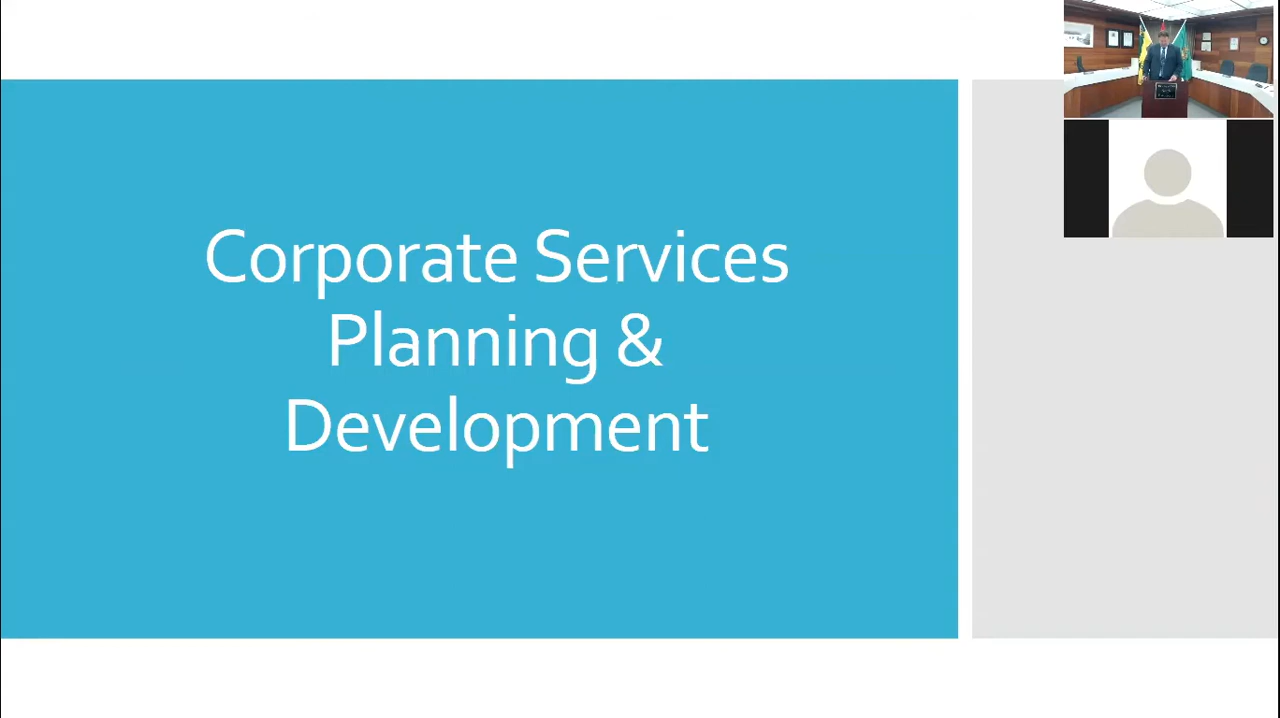 Corporate Services
Planning &
Development